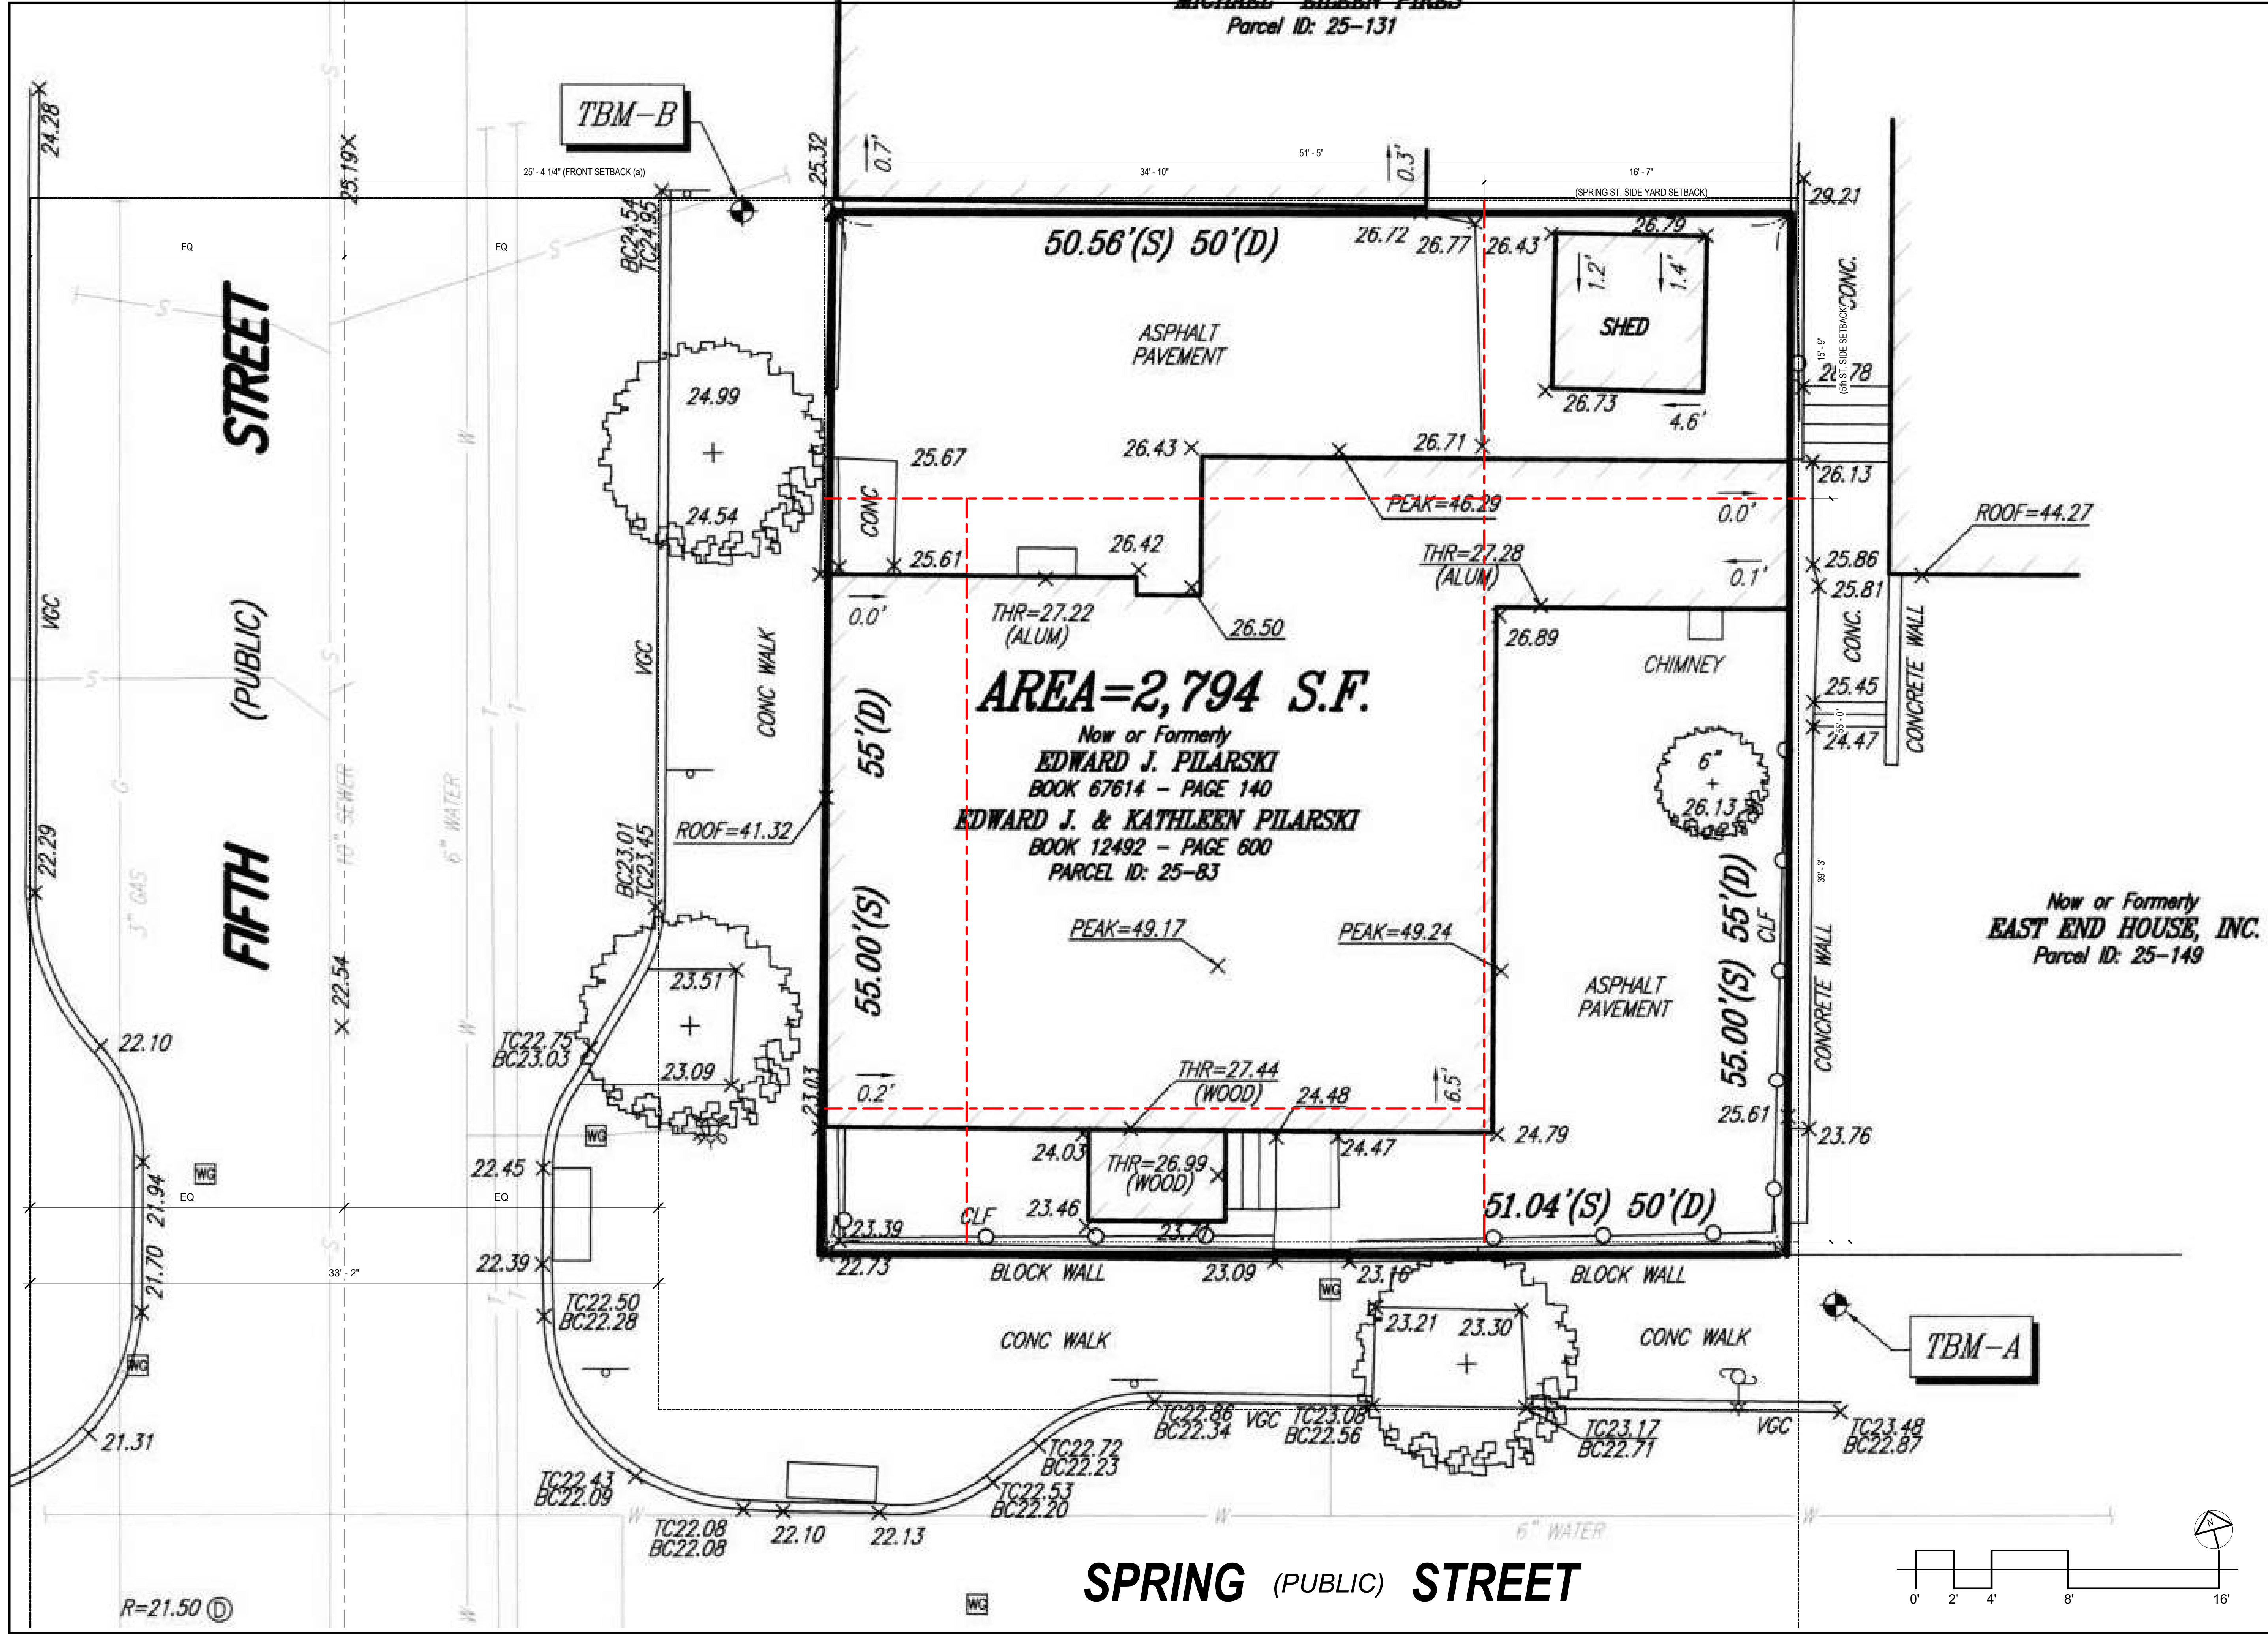 MICHAEL EILEEN PIRES
Parcel ID: 25-131
24.28
25.19
TBM-B
25.32
0.7'
0.3'
51' - 5"
25' - 4 1/4" (FRONT SETBACK (a))
34' - 10"
16' - 7"
(SPRING ST. SIDE YARD SETBACK)
29.21
BC24.54
TC24.95
EQ
EQ
50.56'(S) 50'(D)
26.72
26.77
26.43
26.79
1.2'
1.4'
SHED
CONC.
(5th ST. SIDE SETBACK)
15' - 9"
ASPHALT
PAVEMENT
STREET
24.99
26.73
4.6'
26.43
26.71
25.67
26.13
CONC
24.54
PEAK=46.29
0.0'
ROOF=44.27
25.61
26.42
THR=27.28
(ALUM)
0.1'
25.86
25.81
VGC
(PUBLIC)
VGC
CONC WALK
0.0'
THR=27.22
(ALUM)
26.50
26.89
CHIMNEY
CONC.
CONCRETE WALL
55'(D)
AREA=2,794 S.F.
Now or Formerly
EDWARD J. PILARSKI
BOOK 67614 - PAGE 140
EDWARD J. & KATHLEEN PILARSKI
BOOK 12492 - PAGE 600
PARCEL ID: 25-83
25.45
55' - 0"
24.47
6"
26.13
S
S
S
S
S
S
S
W
W
W
W
T
T
T
T
G
10" SEWER
6" WATER
3" GAS
22.29
ROOF=41.32
BC23.01
TC23.45
FIFTH
55.00'(S)
55.00'(S) 55'(D)
CLF
39' - 3"
CONCRETE WALL
Now or Formerly
EAST END HOUSE, INC.
Parcel ID: 25-149
PEAK=49.17
PEAK=49.24
22.54
23.51
ASPHALT
PAVEMENT
22.10
TC22.75
BC23.03
23.09
23.03
0.2'
THR=27.44
(WOOD)
24.48
6.5'
25.61
23.76
WG
24.03
THR=26.99
(WOOD)
24.47
24.79
WG
22.45
21.94
EQ
EQ
23.39
CLF
23.46
51.04'(S) 50'(D)
21.70
33' - 2"
22.39
22.73
BLOCK WALL
23.09
23.16
BLOCK WALL
WG
TC22.50
BC22.28
CONC WALK
23.21
23.30
CONC WALK
TBM-A
WG
21.31
TC22.86
BC22.34
VGC
TC23.08
BC22.56
TC23.17
BC22.71
VGC
TC23.48
BC22.87
TC22.72
BC22.23
TC22.43
BC22.09
TC22.53
BC22.20
TC22.08
BC22.08
22.10
22.13
W
W
W
6" WATER
N
SPRING (PUBLIC) STREET
R=21.50 D
WG
0' 2' 4' 8' 16'